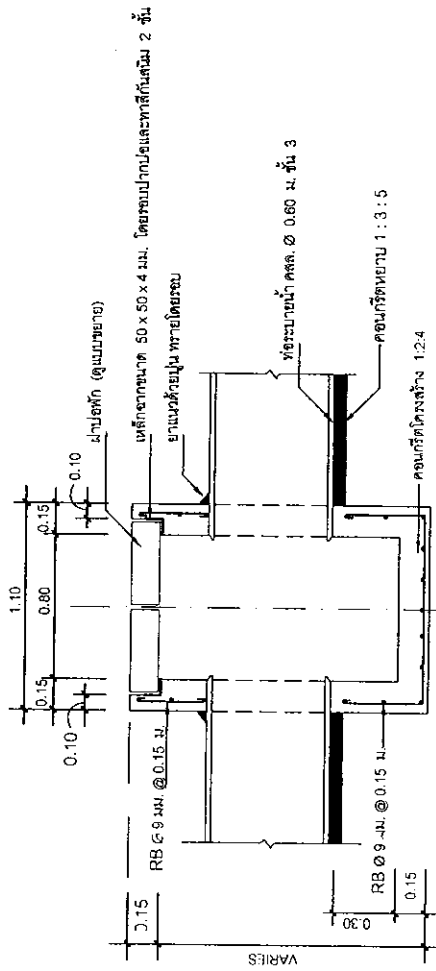 1.10
0.15
0.80
0.15
0.10
0.10
ฝาบ่อพัก (ดูแบบขยาย)
เหล็กฉากขนาด 50 x 50 x 4 มม. โดยรอบปากบ่อและทาสีกันสนิม 2 ชั้น
ยาแนวด้วยปูนทรายโดยรอบ
ท่อระบายน้ำ คสล. Ø 0.60 ม. ชั้น 3
คอนกรีตหยาบ 1 : 3 : 5
คอนกรีตโครงสร้าง 1:2:4
0.15
RB Ø 9 มม. @ 0.15 ม.
RB Ø 9 มม. @ 0.15 ม.
0.30
0.15
VARIES